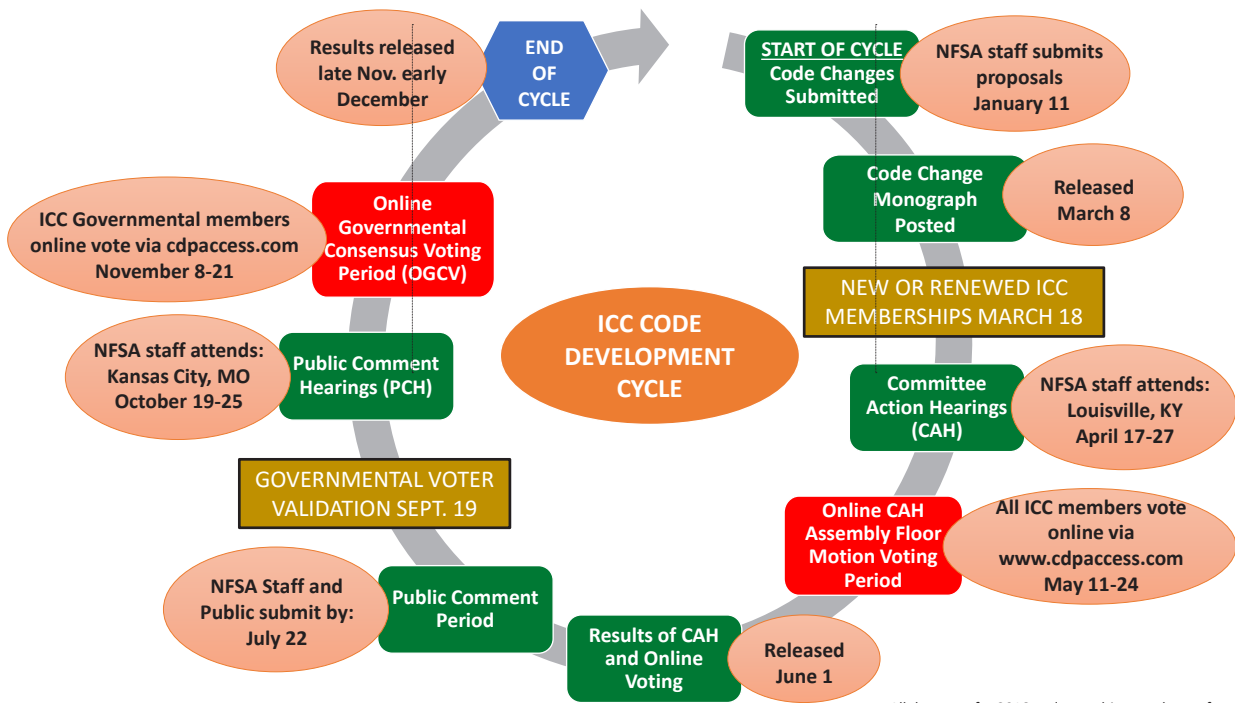 START OF CYCLE
Code Changes
Submitted
NFSA staff submits
proposals
January 11
Code Change
Monograph
Posted
Released
March 8
NEW OR RENEWED ICC
MEMBERSHIPS MARCH 18
Committee
Action Hearings
(CAH)
NFSA staff attends:
Louisville, KY
April 17-27
Online CAH
Assembly Floor
Motion Voting
Period
All ICC members vote
online via
www.cdpaccess.com
May 11-24
Results of CAH
and Online
Voting
Released
June 1
Public Comment
Period
NFSA Staff and
Public submit by:
July 22
GOVERNMENTAL VOTER
VALIDATION SEPT. 19
Public Comment
Hearings (PCH)
NFSA staff attends:
Kansas City, MO
October 19-25
Online
Governmental
Consensus Voting
Period (OGCV)
ICC Governmental members
online vote via cdpaccess.com
November 8-21
END
OF
CYCLE
Results released
late Nov. early
December
ICC CODE
DEVELOPMENT
CYCLE